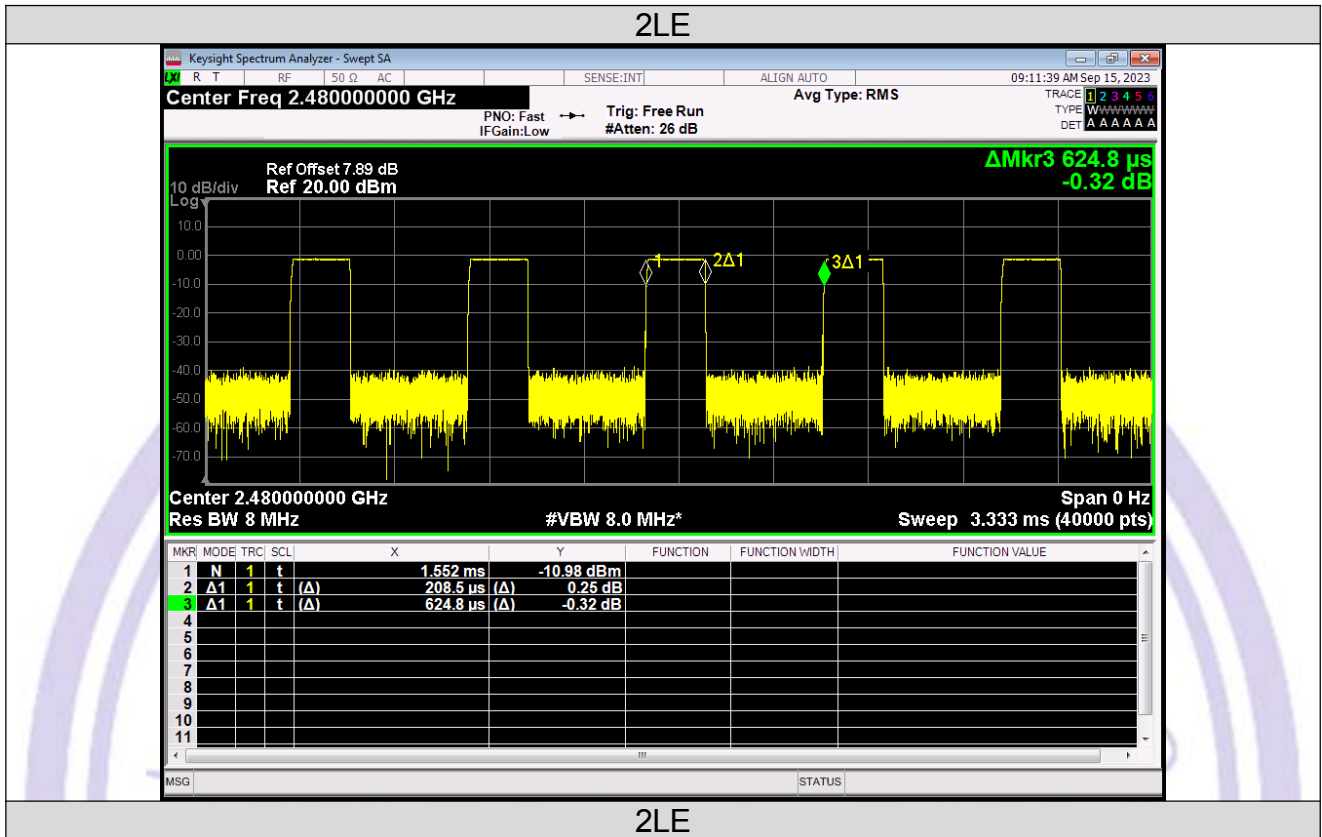 2LE
Keysight Spectrum Analyzer - Swept SA
LXI R T RF 50 Ω AC SENSE:INT ALIGN AUTO 09:11:39 AM Sep 15, 2023
Center Freq 2.480000000 GHz Avg Type: RMS TRACE 1 2 3 4 5 6
PNO: Fast Trig: Free Run TYPE WWWWWW
IFGain:Low #Atten: 26 dB DET A A A A A A
ΔMkr3 624.8 µs
Ref Offset 7.89 dB
10 dB/div Ref 20.00 dBm -0.32 dB
Log
10.0
0.00
1 2Δ1 3Δ1
-10.0
-20.0
-30.0
-40.0
-50.0
-60.0
-70.0
Center 2.480000000 GHz Span 0 Hz
Res BW 8 MHz #VBW 8.0 MHz* Sweep 3.333 ms (40000 pts)
MKR MODE TRC SCL X Y FUNCTION FUNCTION WIDTH FUNCTION VALUE
1 N 1 t 1.552 ms -10.98 dBm
2 Δ1 1 t (Δ) 208.5 µs (Δ) 0.25 dB
3 Δ1 1 t (Δ) 624.8 µs (Δ) -0.32 dB
4
5
6
7
8
9
10
11
MSG STATUS
2LE